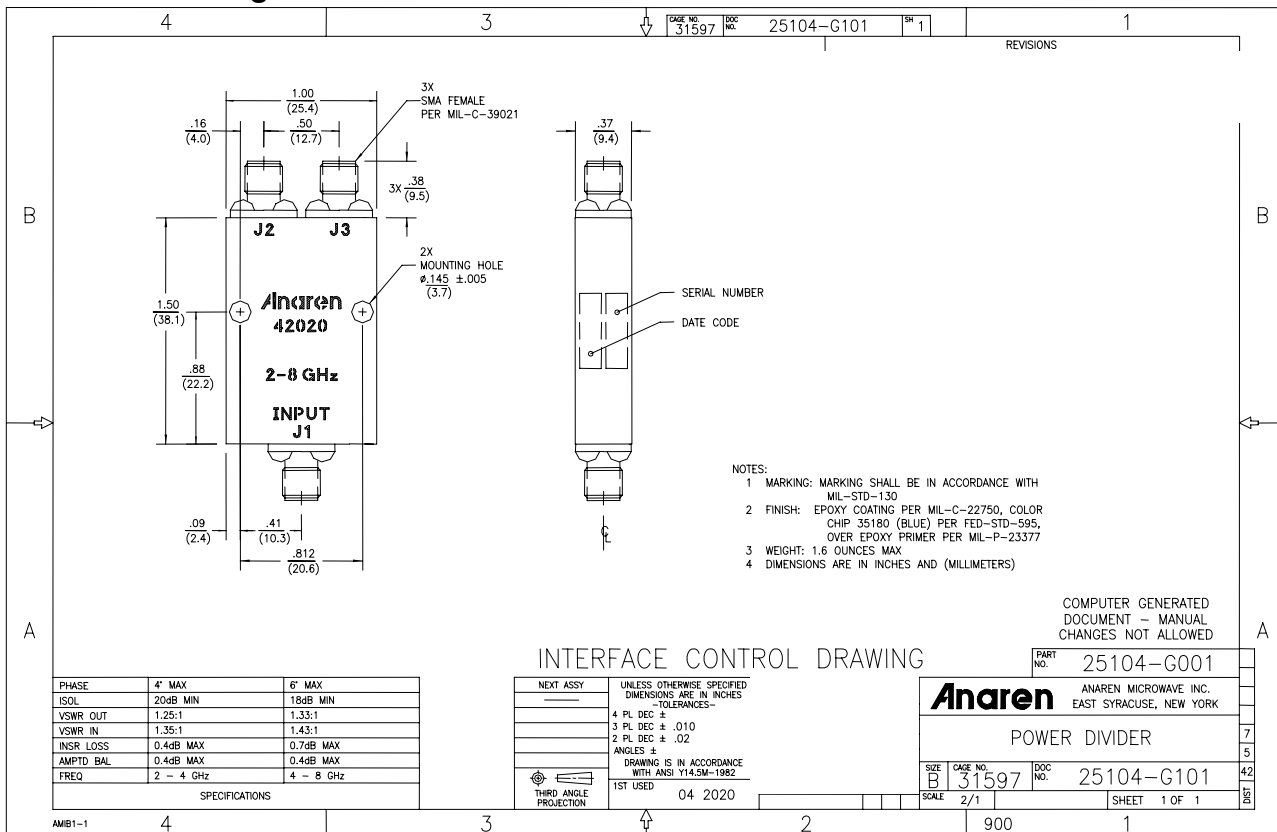 4
3
CAGE NO. 31597
DOC NO. 25104-G101
SH 1
1
REVISIONS
1.00
(25.4)
.16
(4.0)
.50
(12.7)
3X
SMA FEMALE
PER MIL-C-39021
.37
(9.4)
3X .38
(9.5)
B
B
J2 J3
2X
MOUNTING HOLE
ø.145 ±.005
(3.7)
1.50
(38.1)
Anaren
42020
.88
(22.2)
2-8 GHz
INPUT
J1
SERIAL NUMBER
DATE CODE
.09
(2.4)
.41
(10.3)
.812
(20.6)
CL
NOTES:
1 MARKING: MARKING SHALL BE IN ACCORDANCE WITH
MIL-STD-130
2 FINISH: EPOXY COATING PER MIL-C-22750, COLOR
CHIP 35180 (BLUE) PER FED-STD-595,
OVER EPOXY PRIMER PER MIL-P-23377
3 WEIGHT: 1.6 OUNCES MAX
4 DIMENSIONS ARE IN INCHES AND (MILLIMETERS)
COMPUTER GENERATED
DOCUMENT - MANUAL
CHANGES NOT ALLOWED
A
A
INTERFACE CONTROL DRAWING
PHASE 4° MAX 6° MAX
ISOL 20dB MIN 18dB MIN
VSWR OUT 1.25:1 1.33:1
VSWR IN 1.35:1 1.43:1
INSR LOSS 0.4dB MAX 0.7dB MAX
AMPTD BAL 0.4dB MAX 0.4dB MAX
FREQ 2 - 4 GHz 4 - 8 GHz
SPECIFICATIONS
NEXT ASSY
THIRD ANGLE
PROJECTION
UNLESS OTHERWISE SPECIFIED
DIMENSIONS ARE IN INCHES
-TOLERANCES-
4 PL DEC ±
3 PL DEC ± .010
2 PL DEC ± .02
ANGLES ±
DRAWING IS IN ACCORDANCE
WITH ANSI Y14.5M-1982
1ST USED
04 2020
PART NO. 25104-G001
Anaren
ANAREN MICROWAVE INC.
EAST SYRACUSE, NEW YORK
POWER DIVIDER
SIZE B
CAGE NO. 31597
DOC NO. 25104-G101
SCALE 2/1
SHEET 1 OF 1
7
5
42
DIST
AMIB1-1
4
3
2
900
1